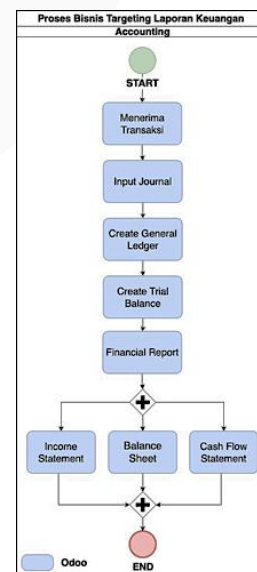 Proses Bisnis Targeting Laporan Keuangan
Accounting
START
Menerima
Transaksi
Input Journal
Create General
Ledger
Create Trial
Balance
Financial Report
Income
Statement
Balance
Sheet
Cash Flow
Statement
END
Odoo